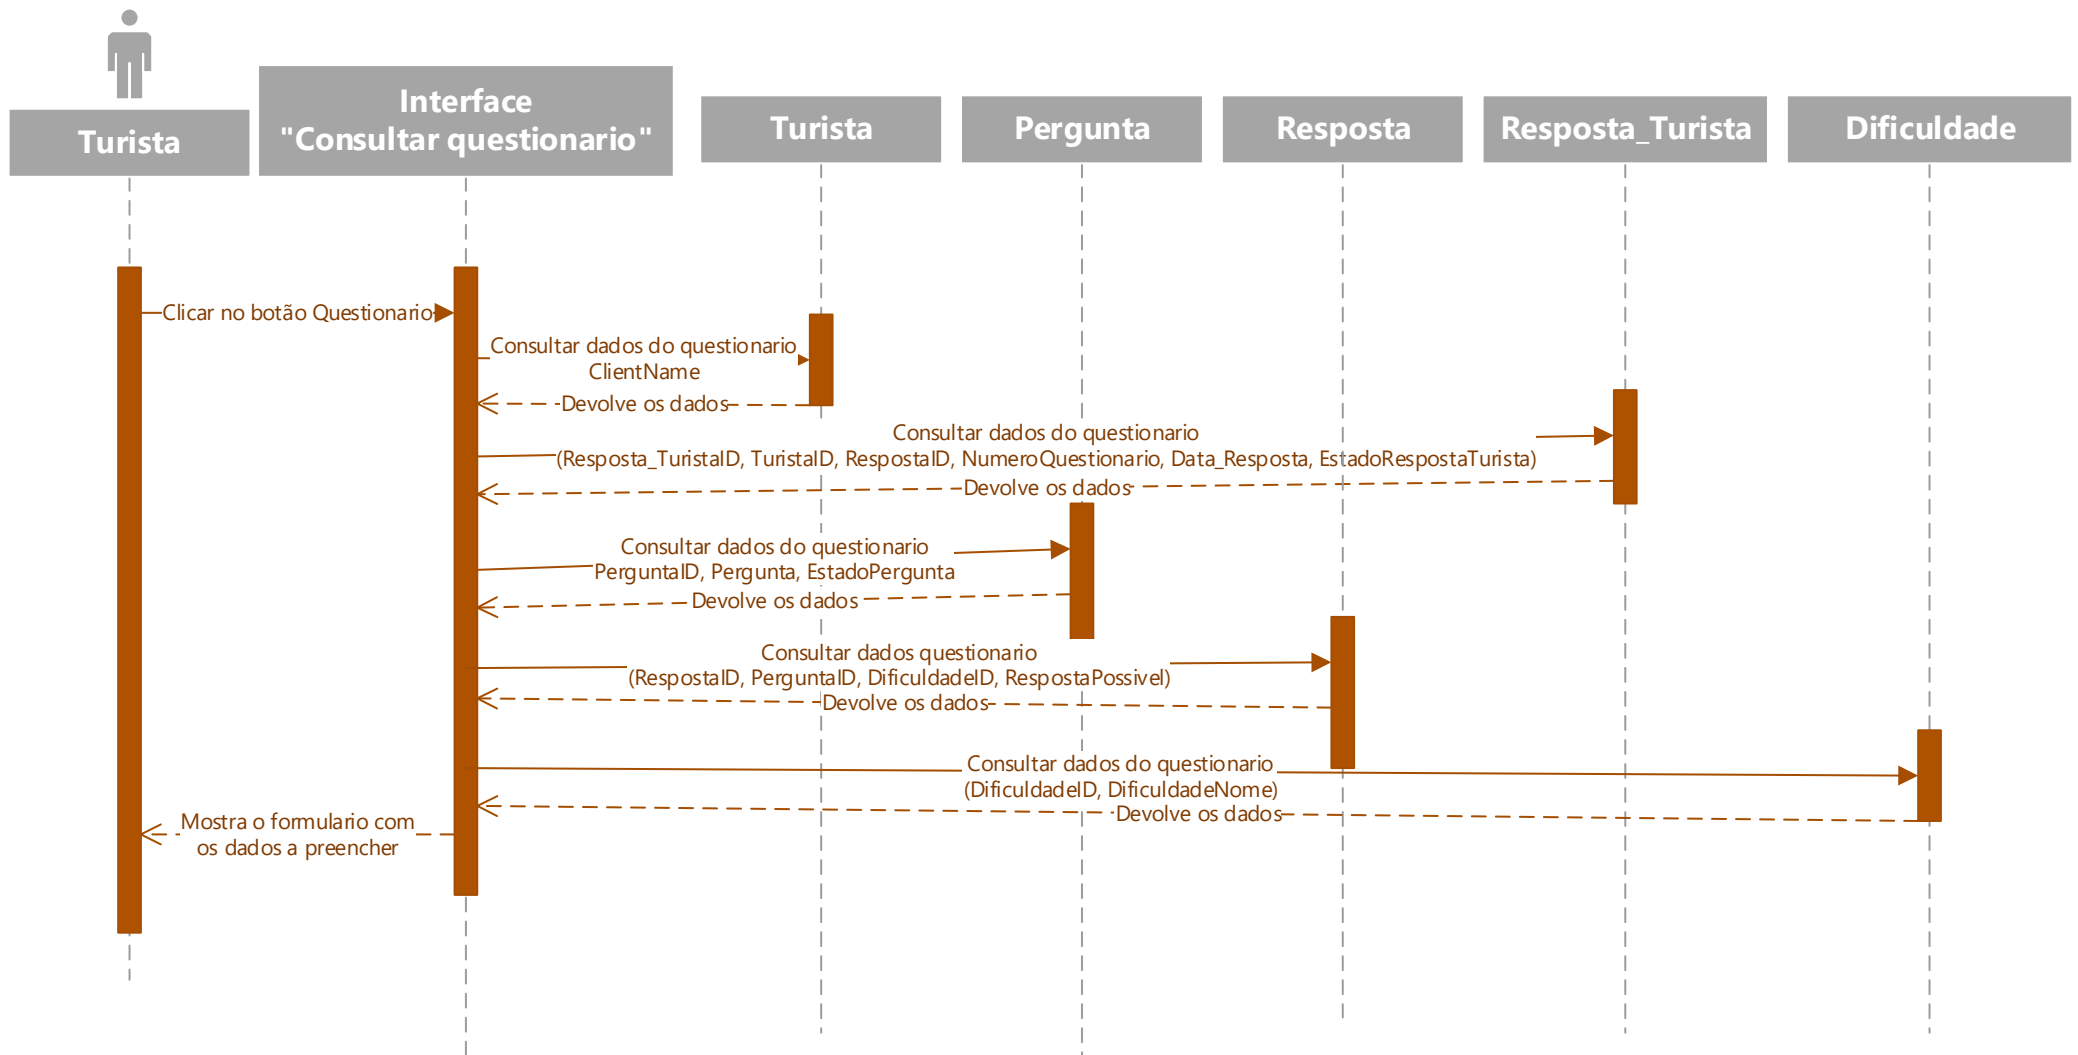 Turista
Interface
"Consultar questionario"
Turista
Pergunta
Resposta
Resposta_Turista
Dificuldade
Clicar no botão Questionario
Consultar dados do questionario
ClientName
Devolve os dados
Consultar dados do questionario
(Resposta_TuristaID, TuristaID, RespostaID, NumeroQuestionario, Data_Resposta, EstadoRespostaTurista)
Devolve os dados
Consultar dados do questionario
PerguntaID, Pergunta, EstadoPergunta
Devolve os dados
Consultar dados questionario
(RespostaID, PerguntaID, DificuldadeID, RespostaPossivel)
Devolve os dados
Consultar dados do questionario
(DificuldadeID, DificuldadeNome)
Devolve os dados
Mostra o formulario com
os dados a preencher